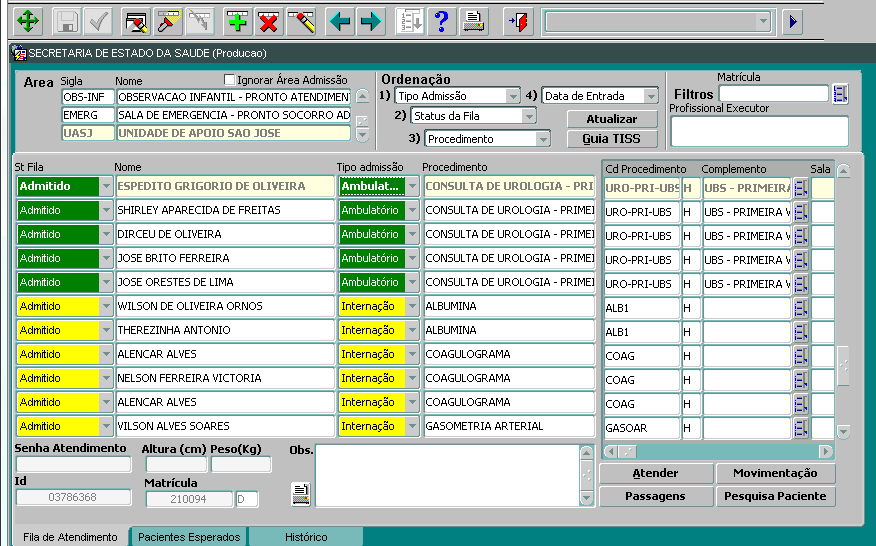 SECRETARIA DE ESTADO DA SAUDE (Producao)
Area Sigla Nome Ignorar Área Admissão
OBS-INF OBSERVACAO INFANTIL - PRONTO ATENDIMENT
EMERG SALA DE EMERGENCIA - PRONTO SOCORRO AD
UASJ UNIDADE DE APOIO SAO JOSE
Ordenação
1) Tipo Admissão 4) Data de Entrada
2) Status da Fila Atualizar
3) Procedimento Guia TISS
Matrícula
Filtros
Profissional Executor
St Fila Nome Tipo admissão Procedimento Cd Procedimento Complemento Sala
Admitido ESPEDITO GRIGORIO DE OLIVEIRA Ambulat... CONSULTA DE UROLOGIA - PRI URO-PRI-UBS H UBS - PRIMEIRA
Admitido SHIRLEY APARECIDA DE FREITAS Ambulatório CONSULTA DE UROLOGIA - PRIMEI URO-PRI-UBS H UBS - PRIMEIRA V
Admitido DIRCEU DE OLIVEIRA Ambulatório CONSULTA DE UROLOGIA - PRIMEI URO-PRI-UBS H UBS - PRIMEIRA V
Admitido JOSE BRITO FERREIRA Ambulatório CONSULTA DE UROLOGIA - PRIMEI URO-PRI-UBS H UBS - PRIMEIRA V
Admitido JOSE ORESTES DE LIMA Ambulatório CONSULTA DE UROLOGIA - PRIMEI URO-PRI-UBS H UBS - PRIMEIRA V
Admitido WILSON DE OLIVEIRA ORNOS Internação ALBUMINA ALB1 H
Admitido THEREZINHA ANTONIO Internação ALBUMINA ALB1 H
Admitido ALENCAR ALVES Internação COAGULOGRAMA COAG H
Admitido NELSON FERREIRA VICTORIA Internação COAGULOGRAMA COAG H
Admitido ALENCAR ALVES Internação COAGULOGRAMA COAG H
Admitido VILSON ALVES SOARES Internação GASOMETRIA ARTERIAL GASOAR H
Senha Atendimento Altura (cm) Peso(Kg) Obs.
Id Matrícula
03786368 210094 D
Atender Movimentação
Passagens Pesquisa Paciente
Fila de Atendimento Pacientes Esperados Histórico